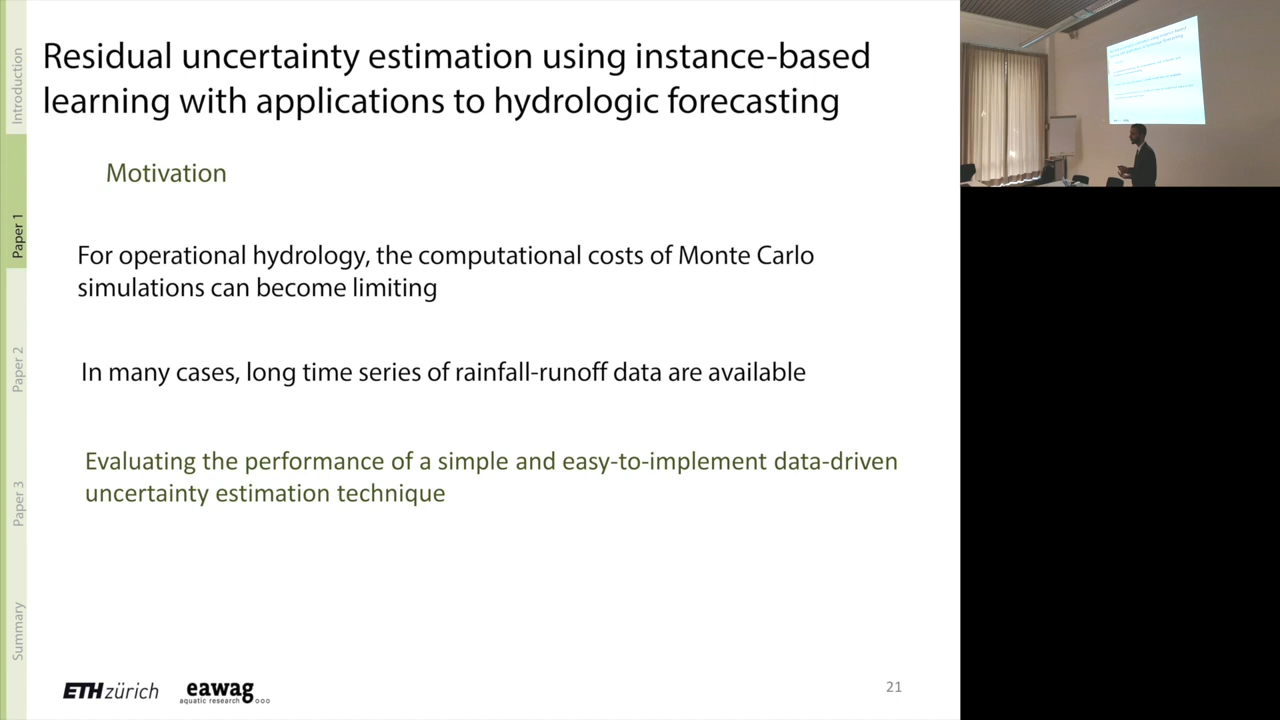 Residual uncertainty estimation using instance-based
learning with applications to hydrologic forecasting
Motivation
For operational hydrology, the computational costs of Monte Carlo
simulations can become limiting
In many cases, long time series of rainfall-runoff data are available
Evaluating the performance of a simple and easy-to-implement data-driven
uncertainty estimation technique
Introduction
Paper 1
Paper 2
Paper 3
Summary
ETH zürich
eawag
aquatic research
21